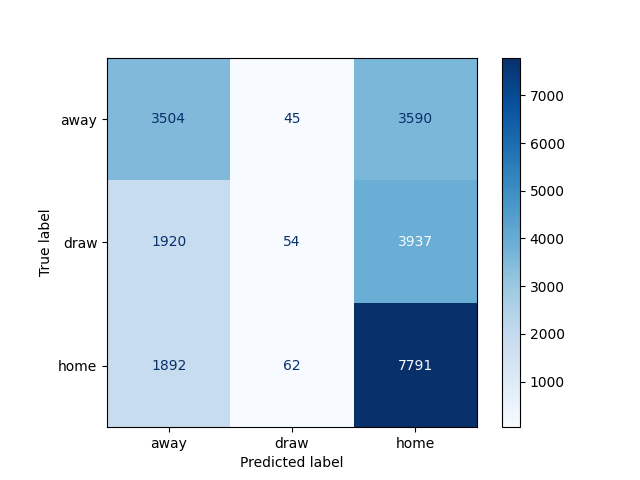 True label
away
draw
home
3504 45 3590
1920 54 3937
1892 62 7791
away draw home
Predicted label
7000
6000
5000
4000
3000
2000
1000